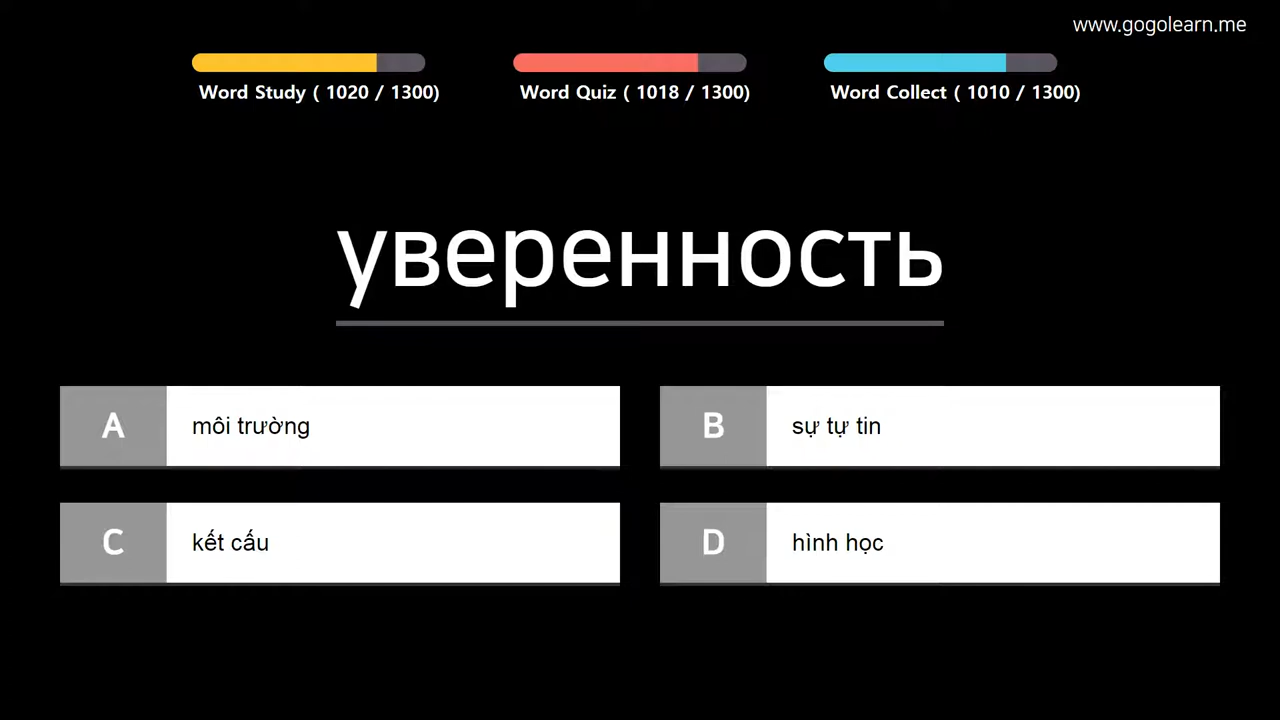 www.gogolearn.me
Word Study ( 1020 / 1300)
Word Quiz ( 1018 / 1300)
Word Collect ( 1010 / 1300)
уверенность
A môi trường
B sự tự tin
C kết cấu
D hình học